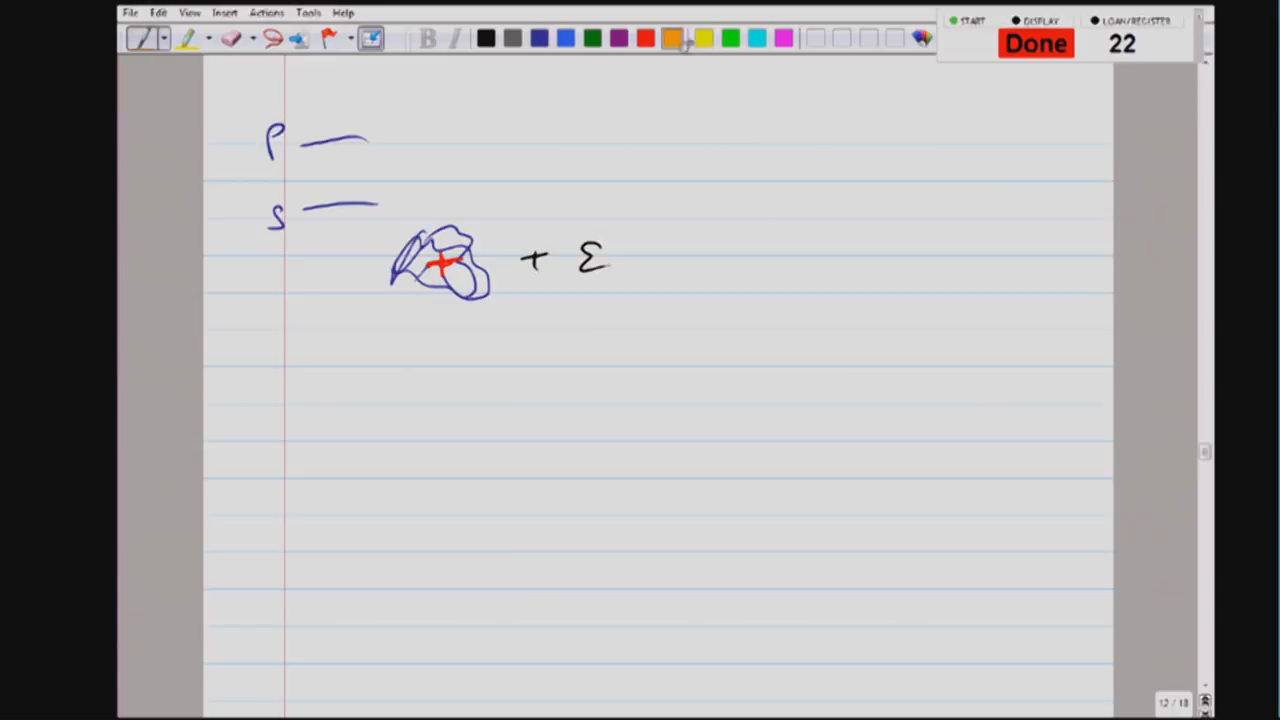 File Edit View Insert Actions Tools Help
START DISPLAY LOAN/REGISTER
B I
Done 22
P —
S —
+ + Σ
12 / 18